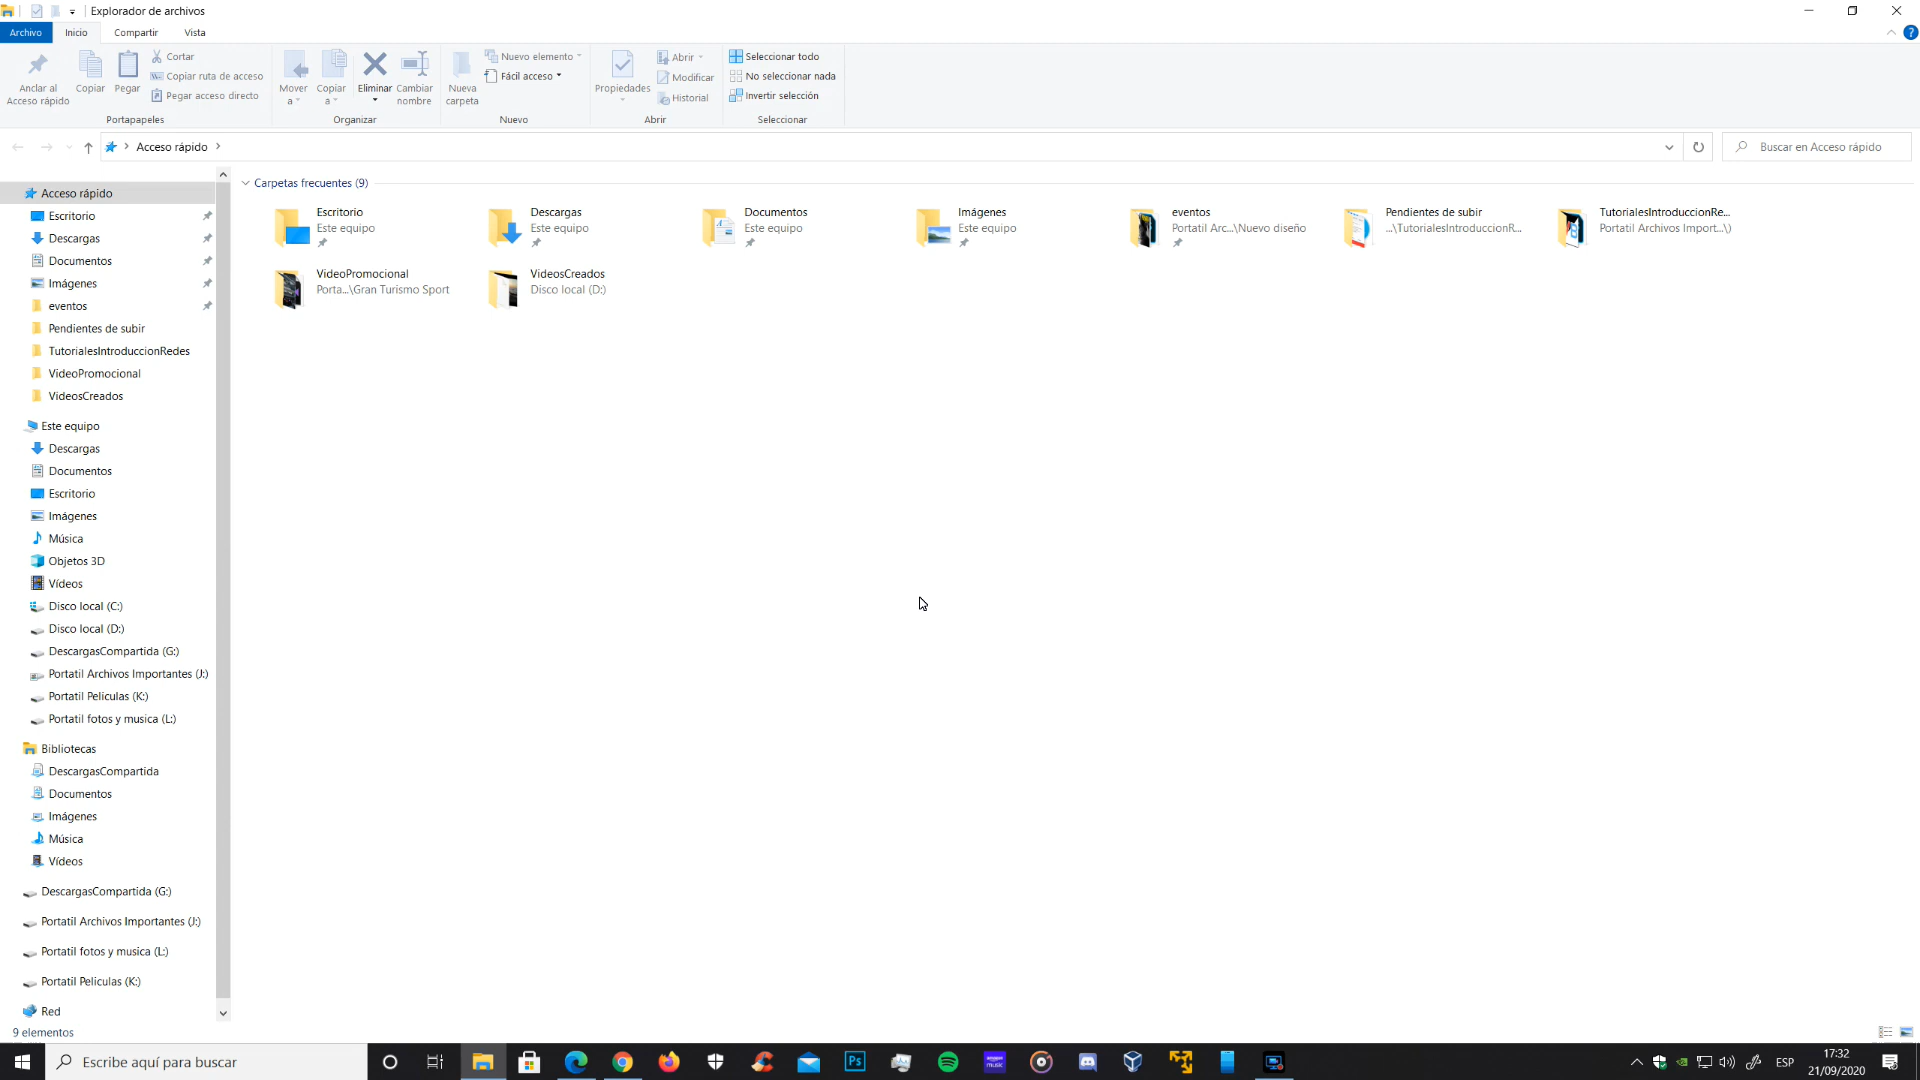 Explorador de archivos
Archivo
Inicio
Compartir
Vista
Anclar al
Acceso rápido
Copiar
Pegar
Cortar
Copiar ruta de acceso
Pegar acceso directo
Portapapeles
Mover
a
Copiar
a
Eliminar
Cambiar
nombre
Organizar
Nueva
carpeta
Nuevo elemento
Fácil acceso
Nuevo
Propiedades
Abrir
Modificar
Historial
Abrir
Seleccionar todo
No seleccionar nada
Invertir selección
Seleccionar
Acceso rápido
Buscar en Acceso rápido
Acceso rápido
Escritorio
Descargas
Documentos
Imágenes
eventos
Pendientes de subir
TutorialesIntroduccionRedes
VideoPromocional
VideosCreados
Este equipo
Descargas
Documentos
Escritorio
Imágenes
Música
Objetos 3D
Vídeos
Disco local (C:)
Disco local (D:)
DescargasCompartida (G:)
Portatil Archivos Importantes (J:)
Portatil Peliculas (K:)
Portatil fotos y musica (L:)
Bibliotecas
DescargasCompartida
Documentos
Imágenes
Música
Vídeos
DescargasCompartida (G:)
Portatil Archivos Importantes (J:)
Portatil fotos y musica (L:)
Portatil Peliculas (K:)
Red
Carpetas frecuentes (9)
Escritorio
Este equipo
Descargas
Este equipo
Documentos
Este equipo
Imágenes
Este equipo
eventos
Portatil Arc...\Nuevo diseño
Pendientes de subir
...\TutorialesIntroduccionR...
TutorialesIntroduccionRe...
Portatil Archivos Import...\)
VideoPromocional
Porta...\Gran Turismo Sport
VideosCreados
Disco local (D:)
9 elementos
Escribe aquí para buscar
Ps
amazon
music
ESP
17:32
21/09/2020